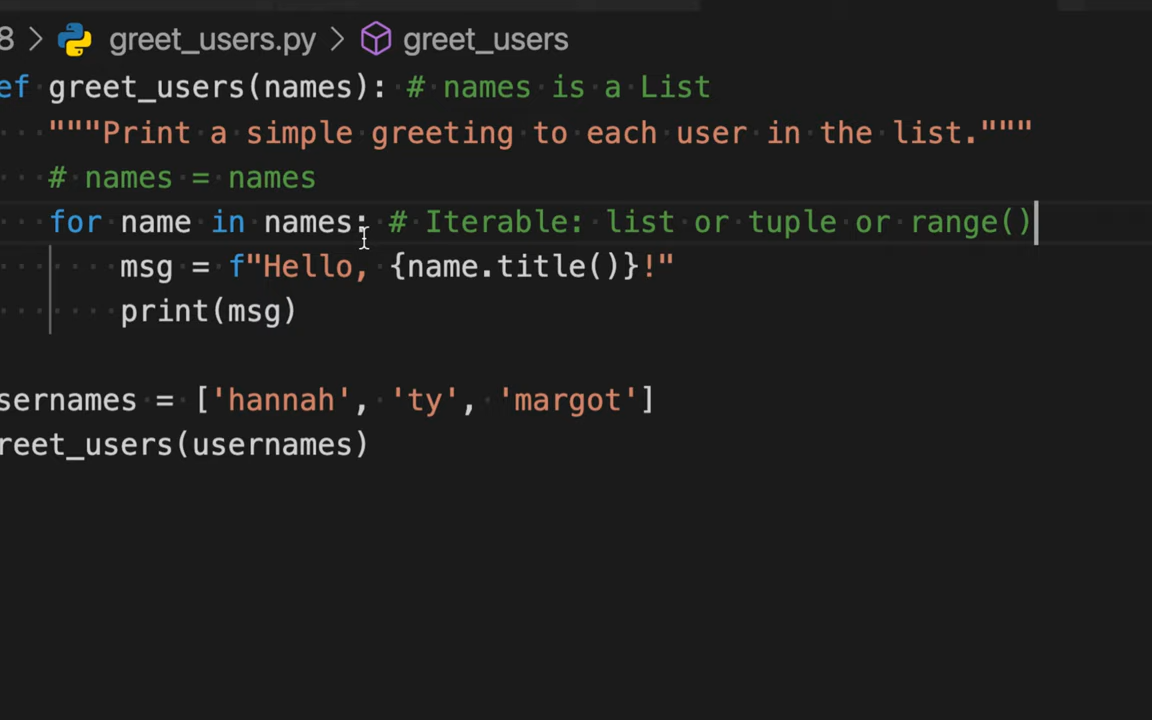 8 > greet_users.py > greet_users
ef greet_users(names): # names is a List
"""Print a simple greeting to each user in the list."""
# names = names
for name in names: # Iterable: list or tuple or range()
msg = f"Hello, {name.title()}!"
print(msg)
sernames = ['hannah', 'ty', 'margot']
reet_users(usernames)